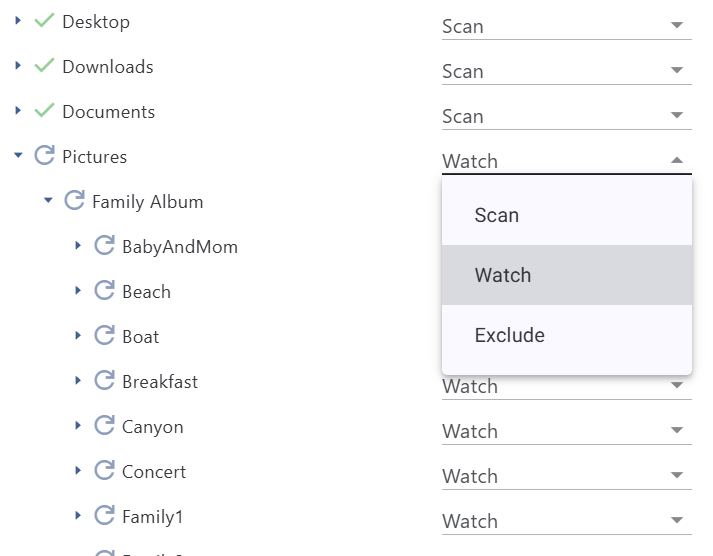 Desktop Scan
Downloads Scan
Documents Scan
Pictures Watch
Family Album
Scan
BabyAndMom
Watch
Beach
Boat Exclude
Breakfast Watch
Canyon Watch
Concert Watch
Family1 Watch